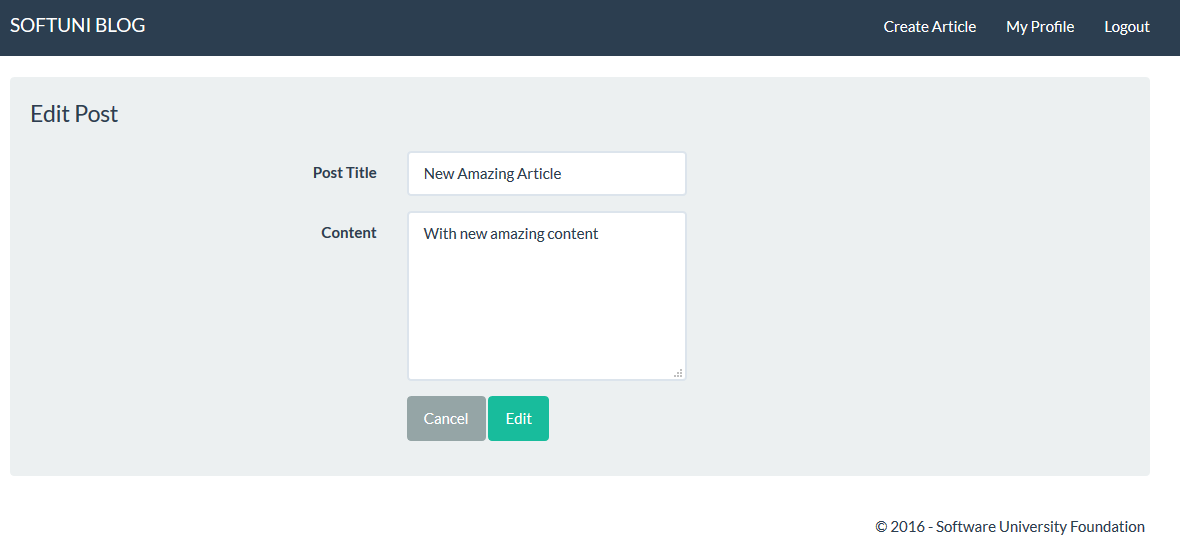 SOFTUNI BLOG
Create Article
My Profile
Logout
Edit Post
Post Title
New Amazing Article
Content
With new amazing content
Cancel
Edit
© 2016 - Software University Foundation